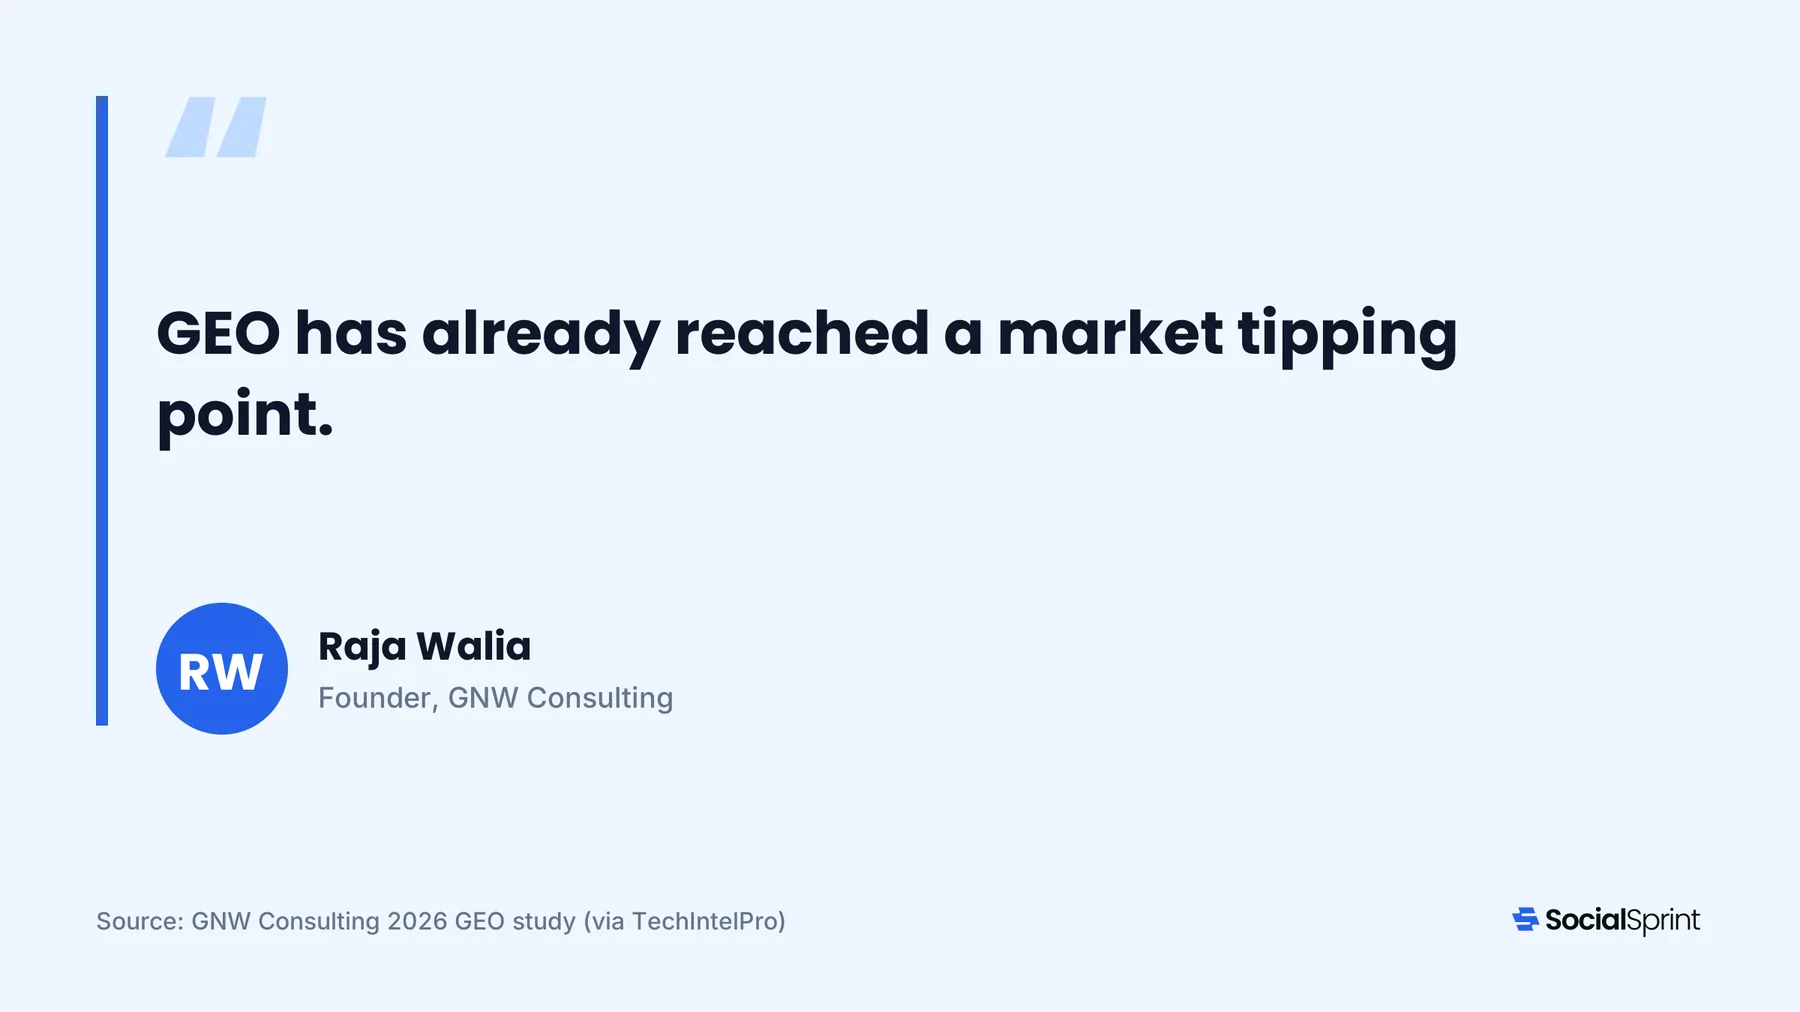 “
GEO has already reached a market tipping
point.
RW
Raja Walia
Founder, GNW Consulting
Source: GNW Consulting 2026 GEO study (via TechIntelPro)
SocialSprint